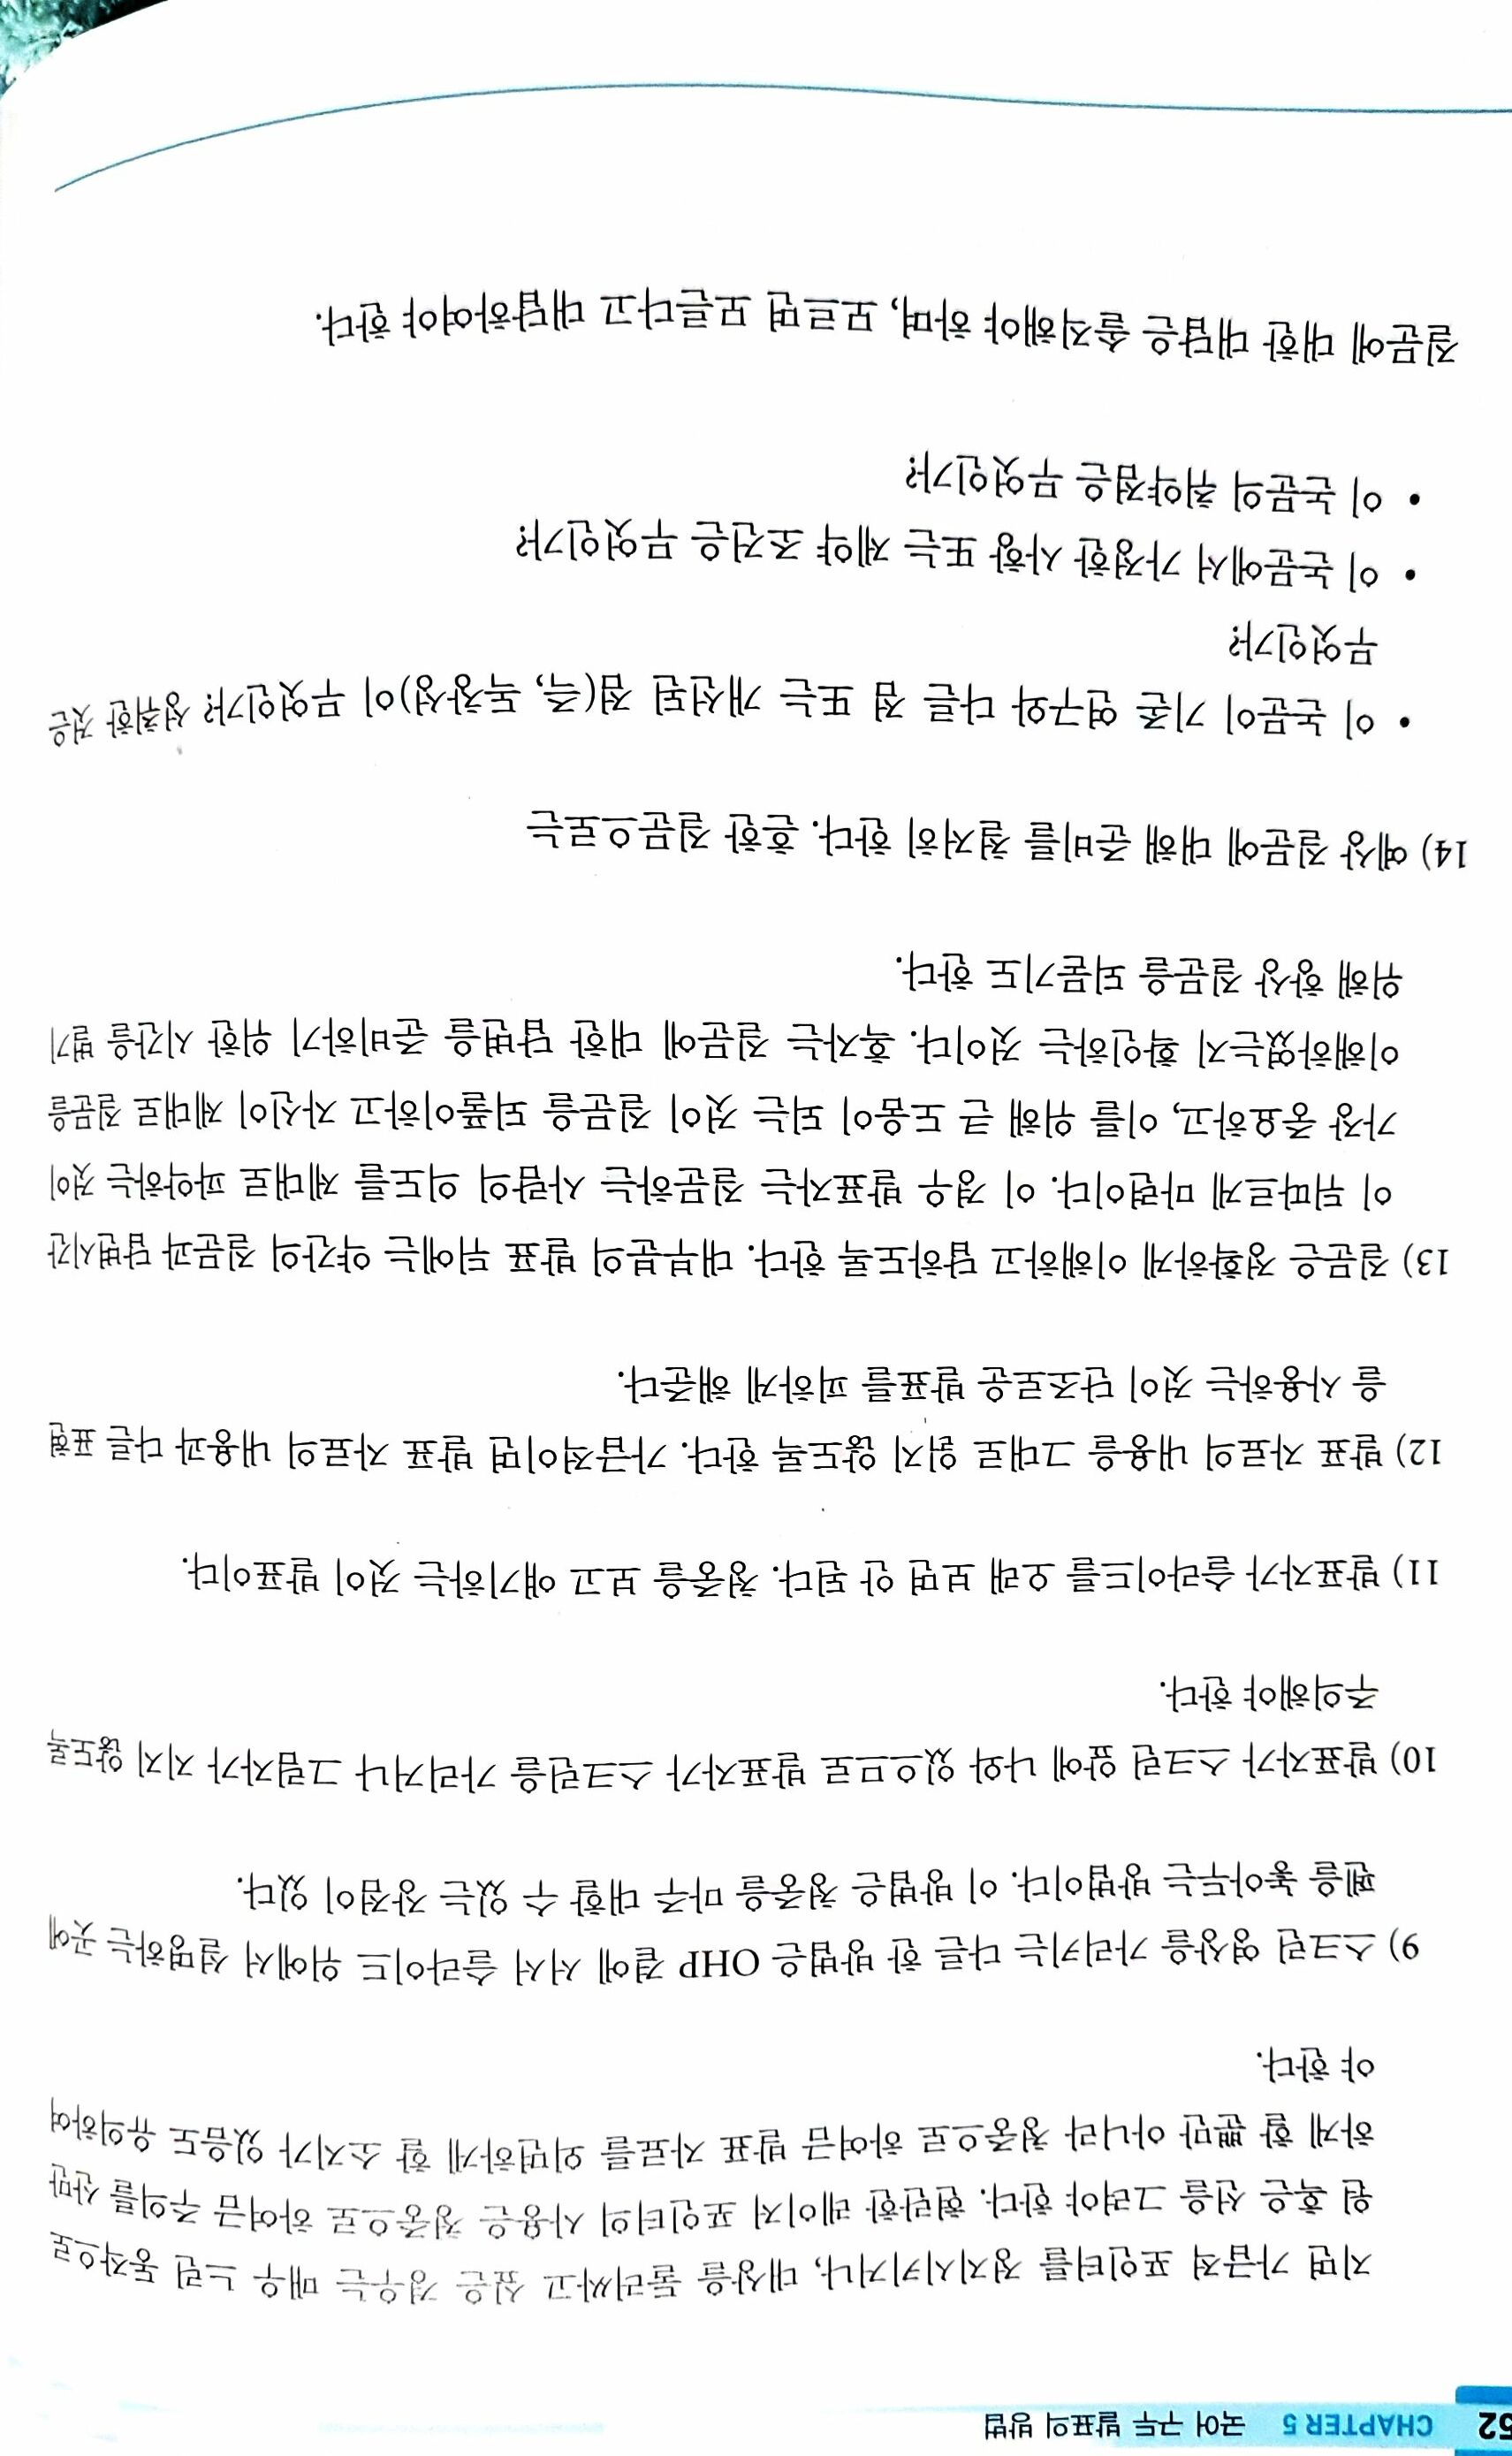 52 CHAPTER 5 국어 구두 발표의 방법
지면 가급적 포인터를 정지시키거나, 대상을 둘러싸고 싶은 경우는 매우 느린 동작으로
원 혹은 선을 그려야 한다. 현란한 레이저 포인터의 사용은 청중으로 하여금 주의를 산만
하게 할 뿐만 아니라 청중으로 하여금 발표 자료를 외면하게 할 소지가 있음도 유의하여
야 한다.
9) 스크린 영상을 가리키는 다른 한 방법은 OHP 곁에 서서 슬라이드 위에서 설명하는 곳에
펜을 놓아두는 방법이다. 이 방법은 청중을 마주 대할 수 있는 장점이 있다.
10) 발표자가 스크린 앞에 나와 있으므로 발표자가 스크린을 가리거나 그림자가 지지 않도록
주의해야 한다.
11) 발표자가 슬라이드를 오래 보면 안 된다. 청중을 보고 얘기하는 것이 발표이다.
12) 발표 자료의 내용을 그대로 읽지 않도록 한다. 가급적이면 발표 자료의 내용과 다른 표현
을 사용하는 것이 단조로운 발표를 피하게 해준다.
13) 질문은 정확하게 이해하고 답하도록 한다. 대부분의 발표 뒤에는 약간의 질문과 답변시간
이 뒤따르게 마련이다. 이 경우 발표자는 질문하는 사람의 의도를 제대로 파악하는 것이
가장 중요하고, 이를 위해 큰 도움이 되는 것이 질문을 되풀이하고 자신이 제대로 질문을
이해하였는지 확인하는 것이다. 혹자는 질문에 대한 답변을 준비하기 위한 시간을 벌기
위해 항상 질문을 되묻기도 한다.
14) 예상 질문에 대해 준비를 철저히 한다. 흔한 질문으로는
• 이 논문이 기존 연구와 다른 점 또는 개선된 점(즉, 독창성)이 무엇인가? 성취한 것은
무엇인가?
• 이 논문에서 가정한 사항 또는 제약 조건은 무엇인가?
• 이 논문의 취약점은 무엇인가?
질문에 대한 대답은 솔직해야 하며, 모르면 모른다고 대답하여야 한다.